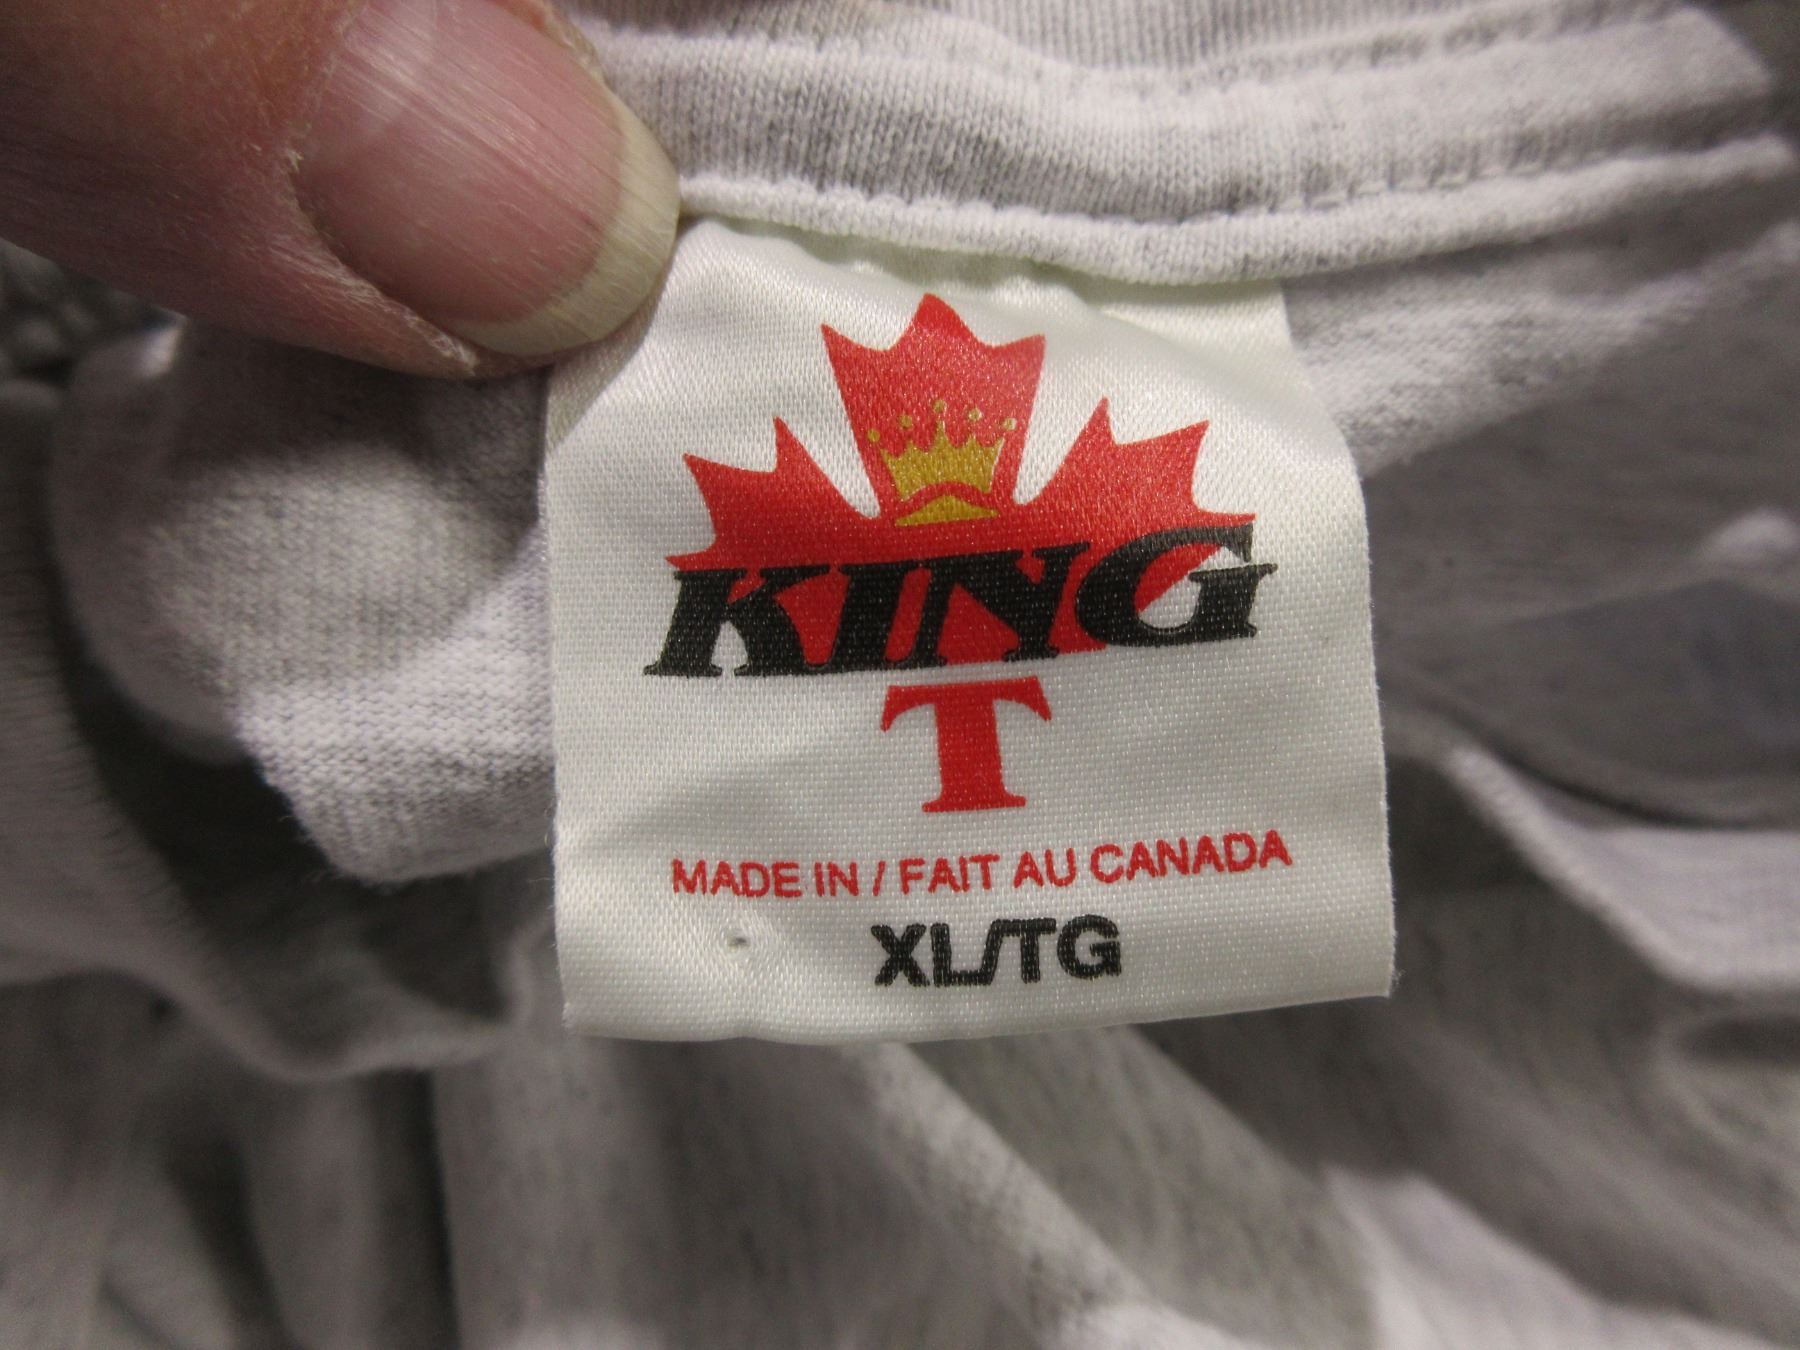 KING
T
MADE IN / FAIT AU CANADA
XL/TG